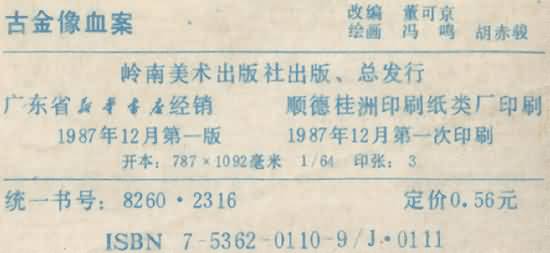 古金像血案
改编 董可京
绘画 冯鸣 胡赤骏
岭南美术出版社出版、总发行
广东省新华书店经销 顺德桂洲印刷纸类厂印刷
1987年12月第一版 1987年12月第一次印刷
开本：787×1092毫米 1/64 印张：3
统一书号：8260·2316 定价0.56元
ISBN 7-5362-0110-9/J·0111